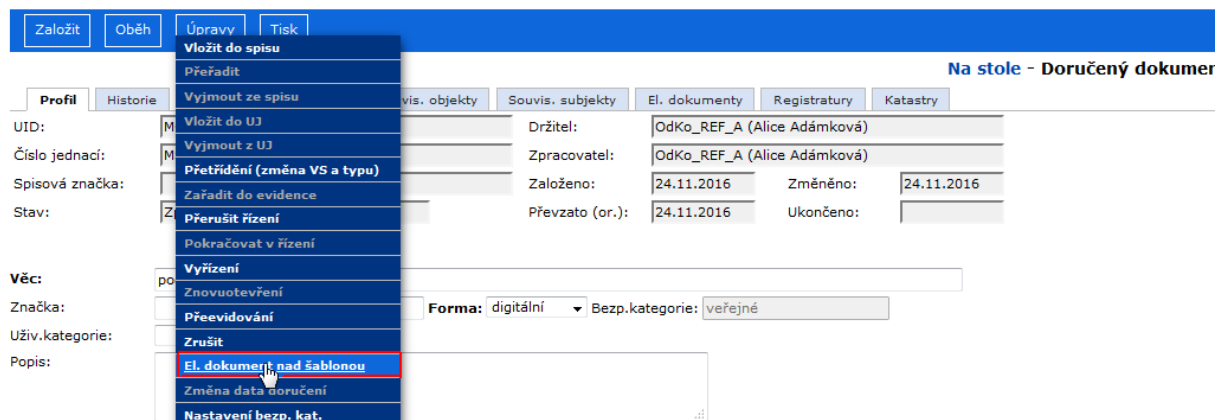 Založit Oběh Úpravy Tisk
Vložit do spisu
Na stole - Doručený dokumen
Přeřadit
Profil Historie Vyjmout ze spisu vis. objekty Souvis. subjekty El. dokumenty Registratury Katastry
UID: M Vložit do UJ Držitel: OdKo_REF_A (Alice Adámková)
Vyjmout z UJ
Číslo jednací: M Zpracovatel: OdKo_REF_A (Alice Adámková)
Přetřídění (změna VS a typu)
Spisová značka: Založeno: 24.11.2016 Změněno: 24.11.2016
Zařadit do evidence
Stav: Přerušit řízení Převzato (or.): 24.11.2016 Ukončeno:
Pokračovat v řízení
Vyřízení
Věc: po
Znovuotevření
Značka: Forma: digitální Bezp.kategorie: veřejné
Přeevidování
Uživ.kategorie:
Zrušit
Popis: El. dokument nad šablonou
Změna data doručení
Nastavení bezp. kat.